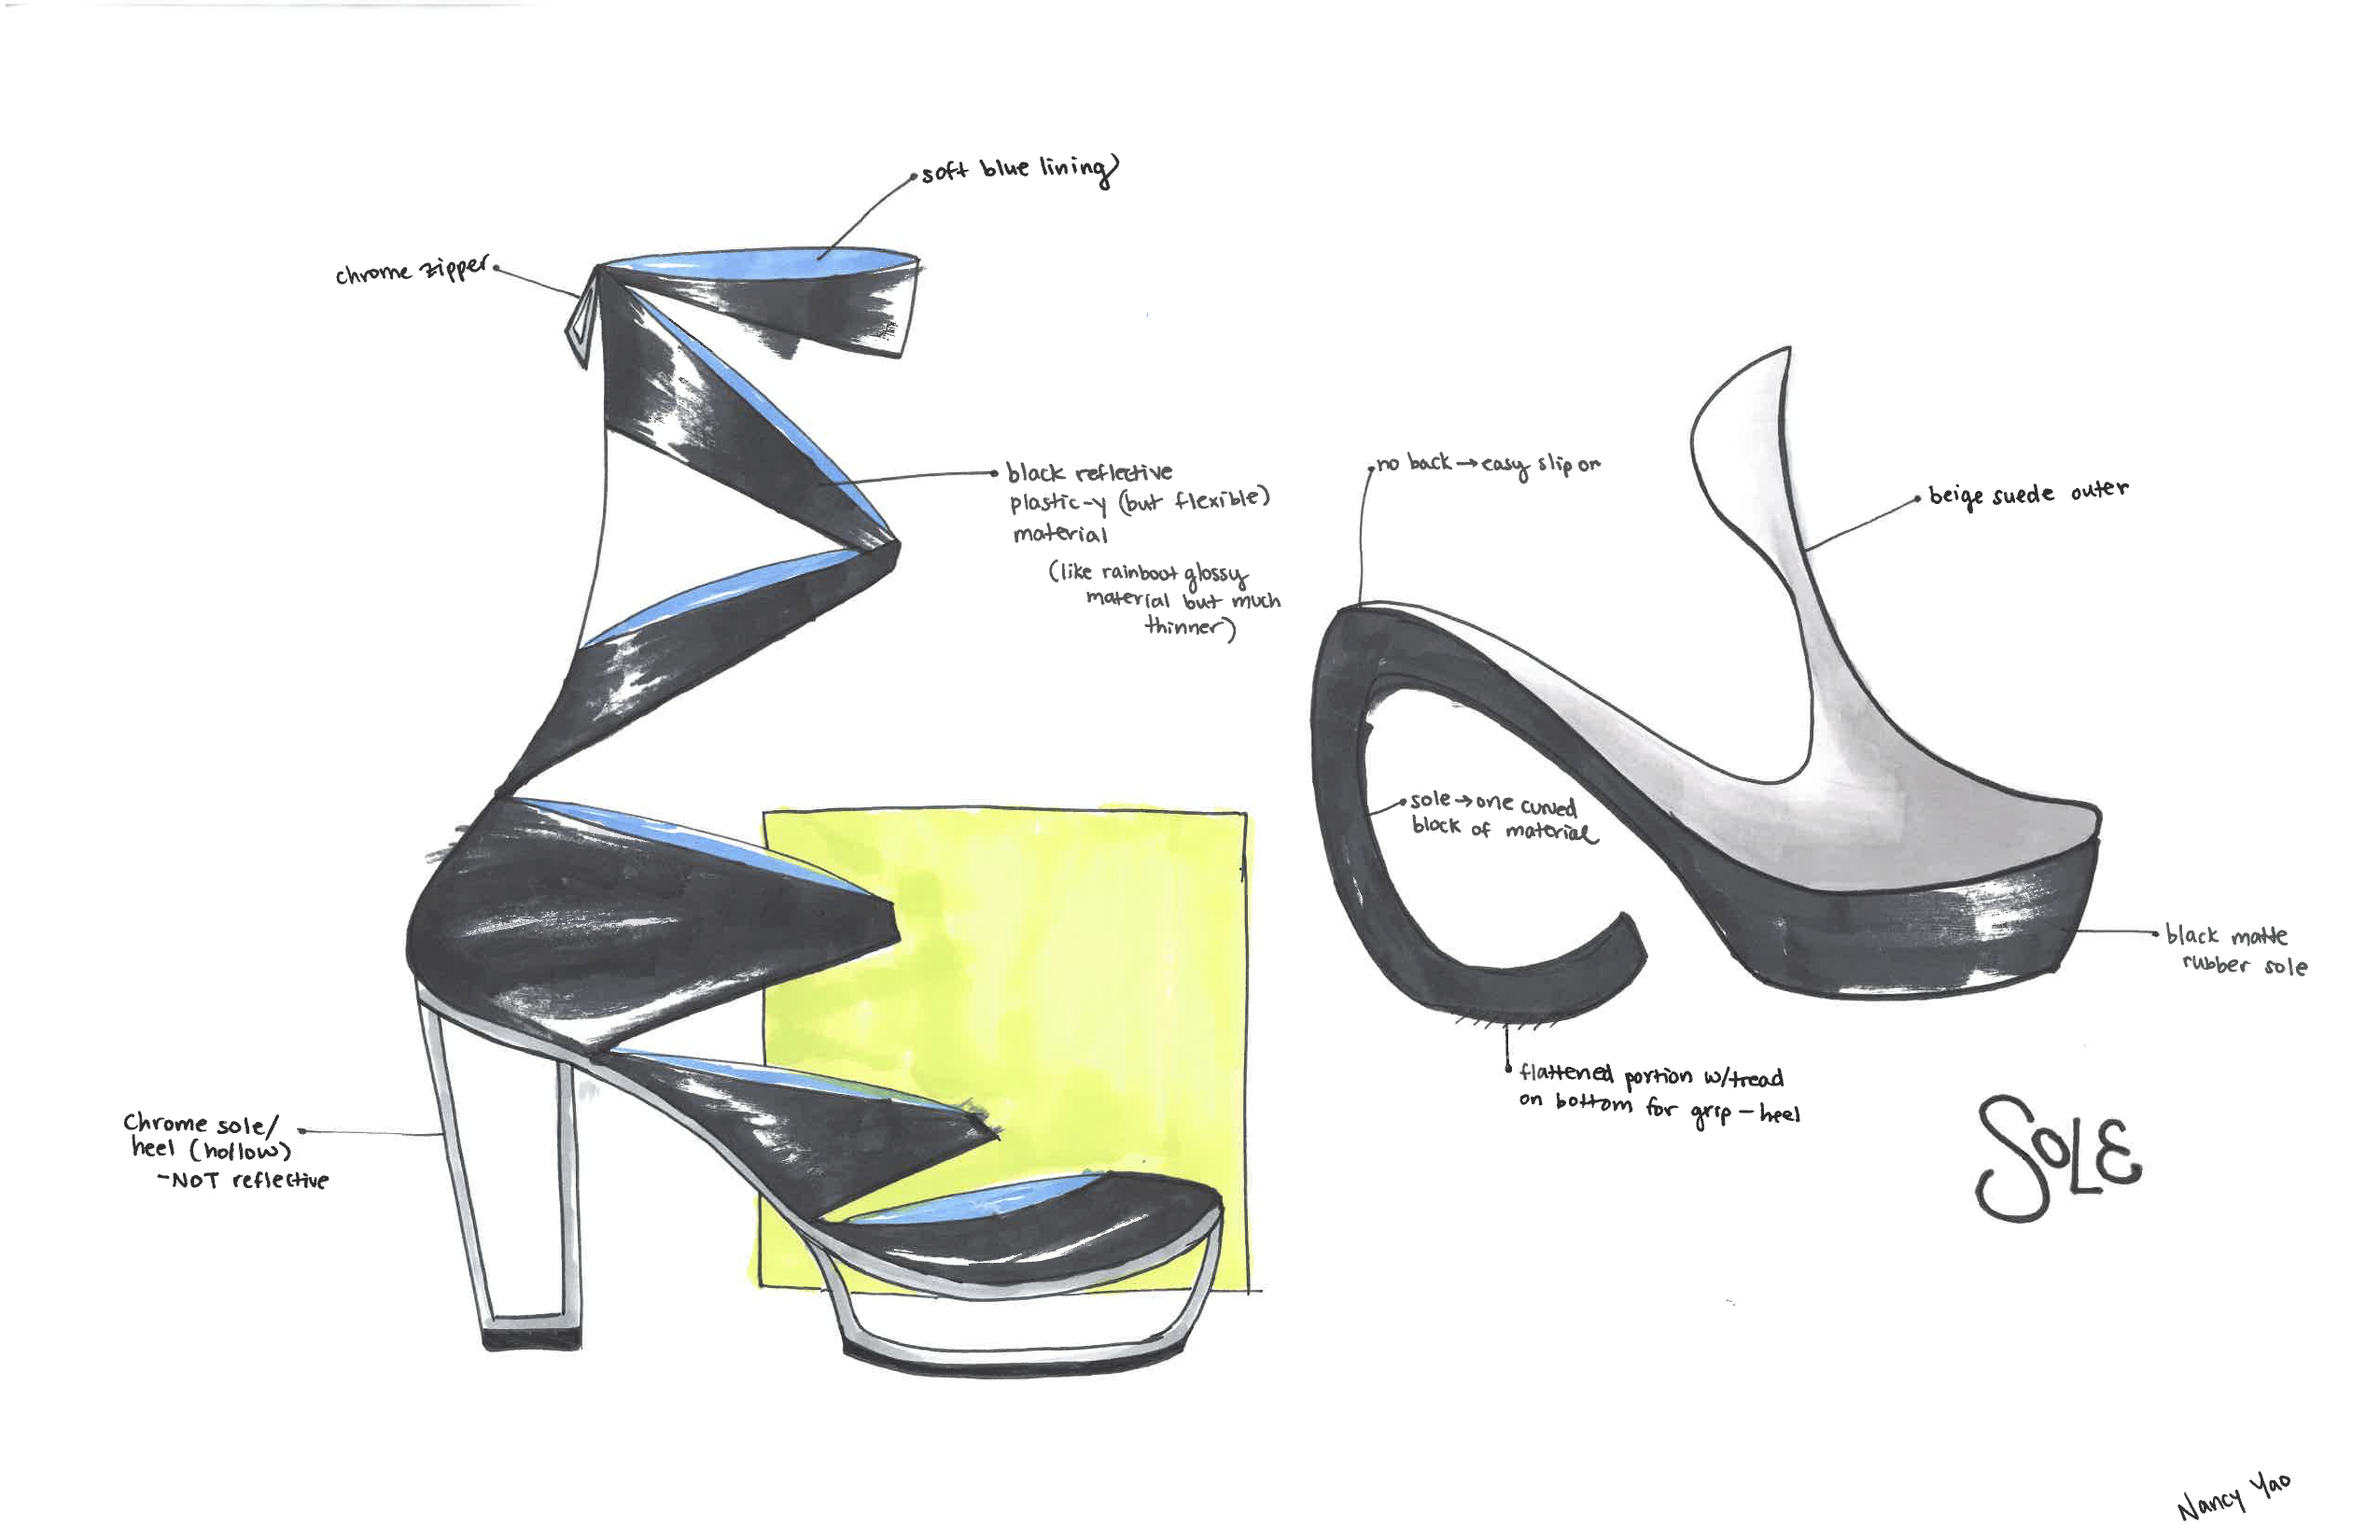 soft blue lining
chrome zipper
black reflective
plastic-y (but flexible)
material
(like rainboot glossy
material but much
thinner)
Chrome sole/
heel (hollow)
-NOT reflective
no back → easy slip on
beige suede outer
sole → one curved
block of material
black matte
rubber sole
flattened portion w/tread
on bottom for grip - heel
SOLE
Nancy Yao